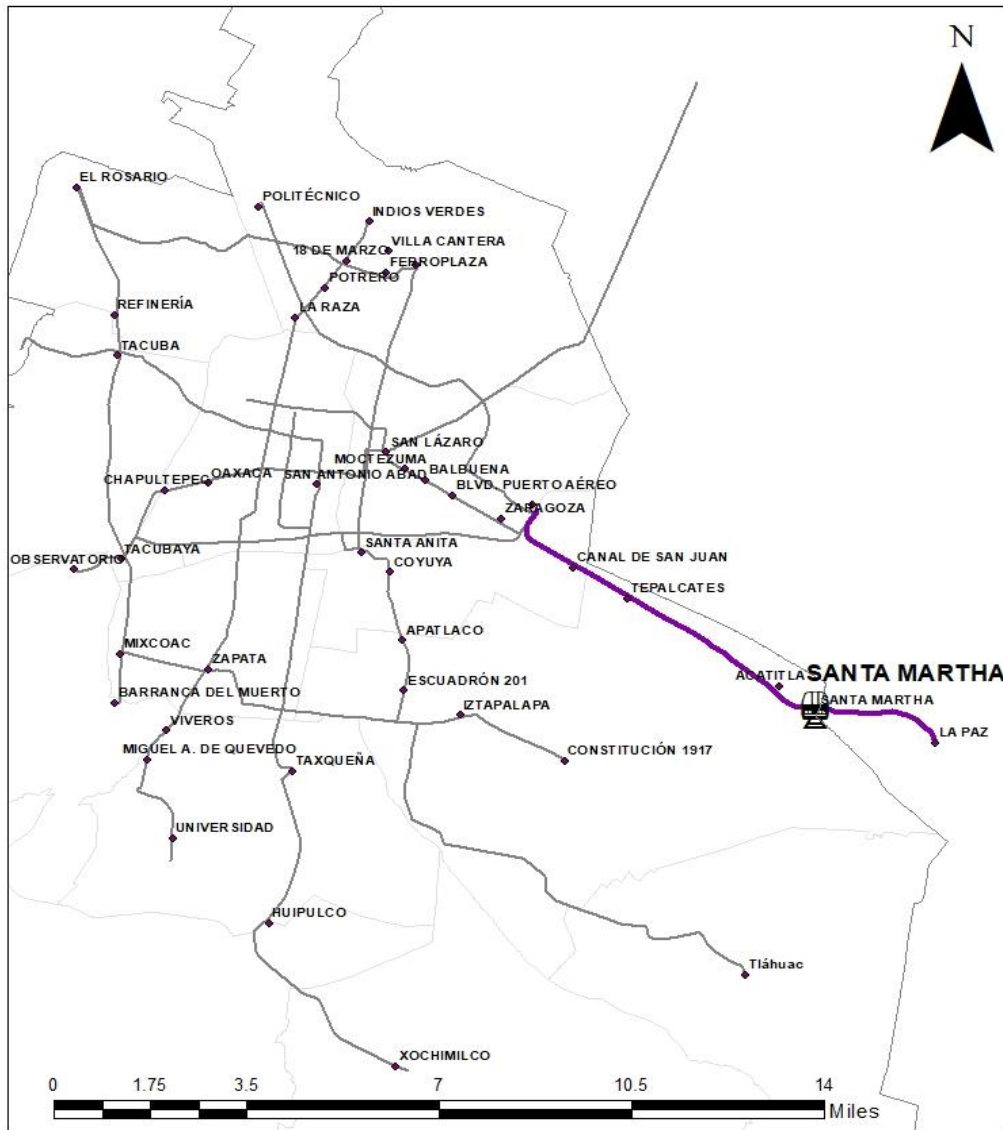 N
EL ROSARIO
POLITÉCNICO
INDIOS VERDES
VILLA CANTERA
18 DE MARZO
FERROPLAZA
POTRERO
REFINERÍA
LA RAZA
TACUBA
SAN LÁZARO
MOCTEZUMA
BALBUENA
OAXACA
SAN ANTONIO ABAD
CHAPULTEPEC
BLVD. PUERTO AÉREO
ZARAGOZA
SANTA ANITA
TACUBAYA
OBSERVATORIO
CANAL DE SAN JUAN
COYUYA
TEPALCATES
APATLACO
MIXCOAC
ZAPATA
SANTA MARTHA
ACATITLA
ESCUADRÓN 201
BARRANCA DEL MUERTO
SANTA MARTHA
IZTAPALAPA
VIVEROS
LA PAZ
MIGUEL A. DE QUEVEDO
CONSTITUCIÓN 1917
TAXQUEÑA
UNIVERSIDAD
HUIPULCO
Tláhuac
XOCHIMILCO
0 1.75 3.5 7 10.5 14
Miles